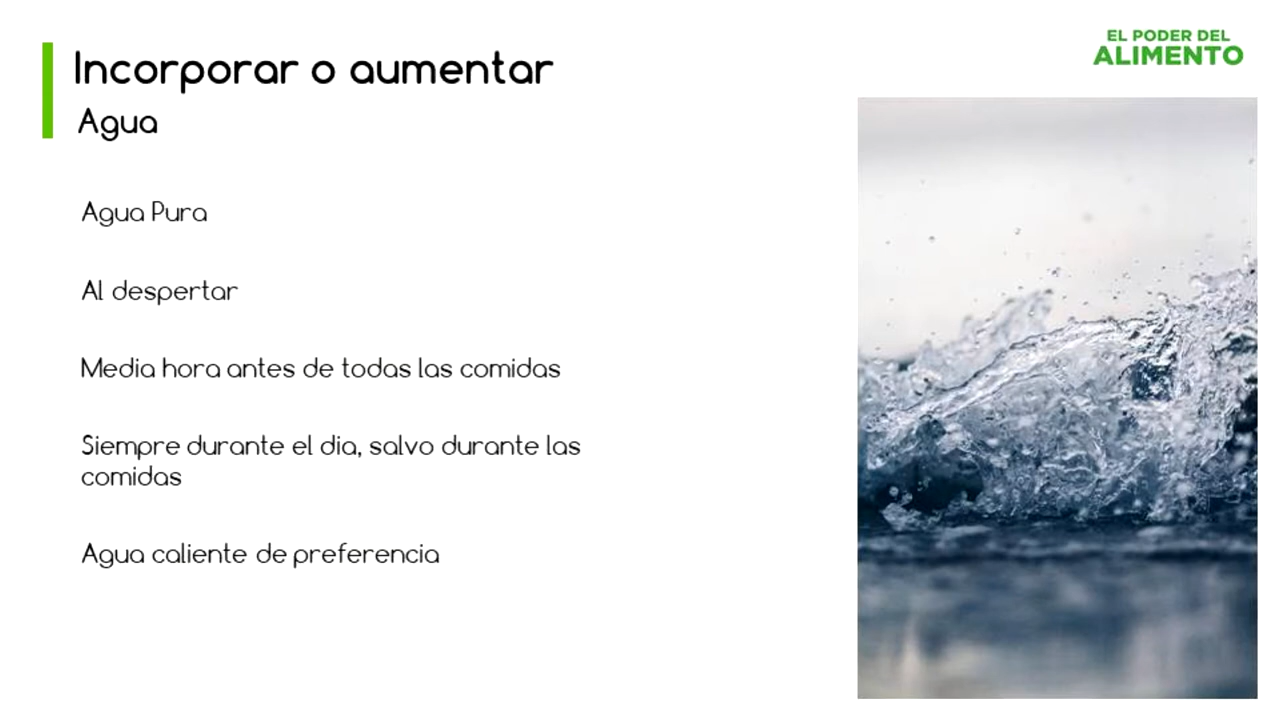 EL PODER DEL
ALIMENTO
Incorporar o aumentar
Agua
Agua Pura
Al despertar
Media hora antes de todas las comidas
Siempre durante el dia, salvo durante las
comidas
Agua caliente de preferencia